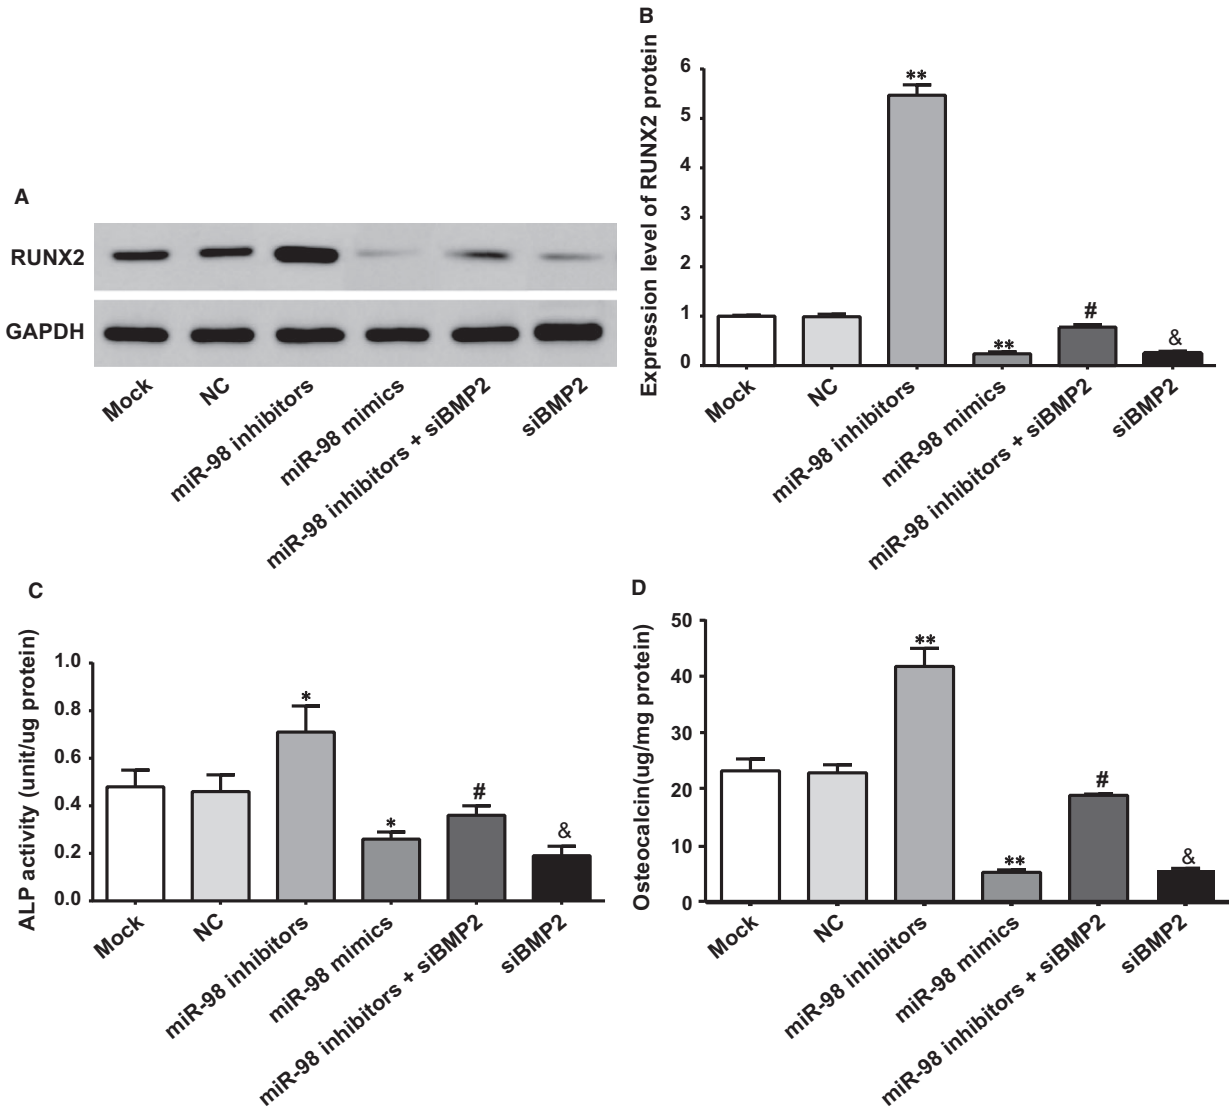 A
RUNX2
GAPDH
Mock
NC
miR-98 inhibitors
miR-98 mimics
miR-98 inhibitors + siBMP2
siBMP2
B
Expression level of RUNX2 protein
6
5
4
3
2
1
0
**
**
#
&
Mock
NC
miR-98 inhibitors
miR-98 mimics
miR-98 inhibitors + siBMP2
siBMP2
C
ALP activity (unit/ug protein)
1.0
0.8
0.6
0.4
0.2
0.0
*
*
#
&
Mock
NC
miR-98 inhibitors
miR-98 mimics
miR-98 inhibitors + siBMP2
siBMP2
D
Osteocalcin(ug/mg protein)
50
40
30
20
10
0
**
**
#
&
Mock
NC
miR-98 inhibitors
miR-98 mimics
miR-98 inhibitors + siBMP2
siBMP2